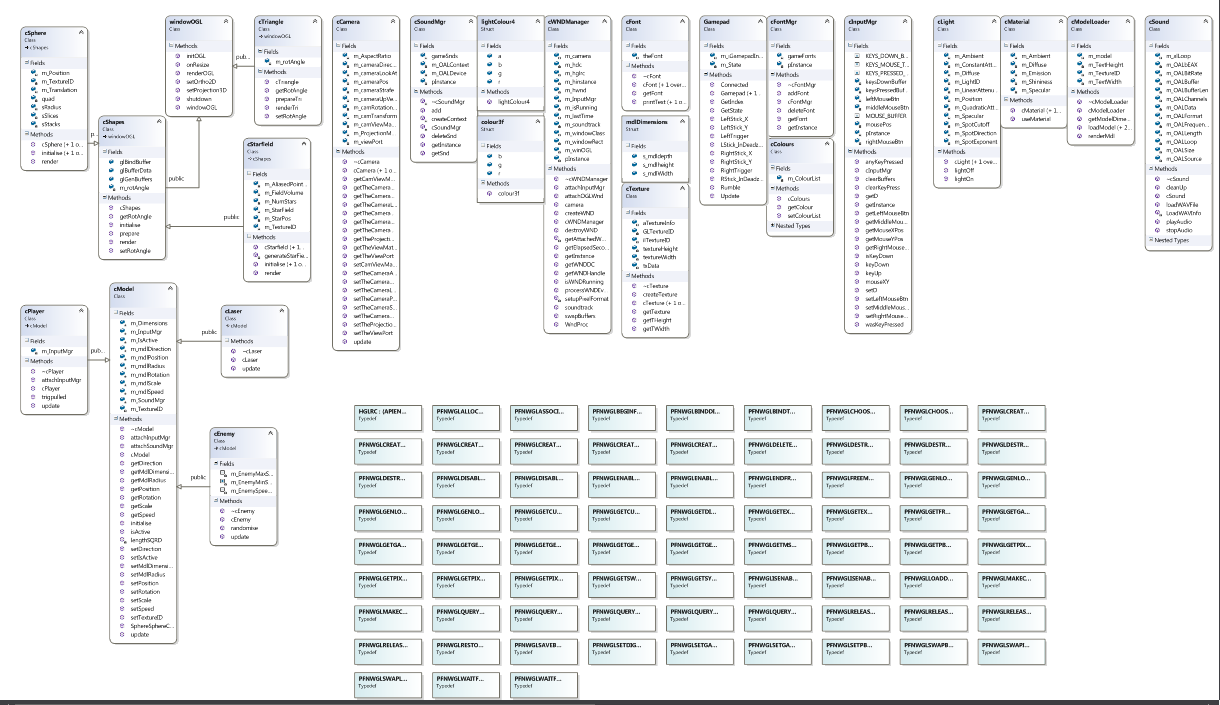 cSphere
Class
cShapes
Fields
m_Position
m_TextureID
m_Translation
quad
sRadius
sSlices
sStacks
Methods
cSphere (+ 1 o...
initialise (+ 1 o...
render
windowOGL
Class
Methods
initOGL
onResize
renderOGL
setOrtho2D
setProjection3D
shutdown
windowOGL
cTriangle
Class
windowOGL
Fields
m_rotAngle
Methods
cTriangle
getRotAngle
prepareTri
renderTri
setRotAngle
pub...
p...
public
public
cShapes
Class
windowOGL
Fields
glBindBuffer
glBufferData
glGenBuffers
m_rotAngle
Methods
cShapes
getRotAngle
initialise
prepare
render
setRotAngle
cStarfield
Class
cShapes
Fields
m_AliasedPoint...
m_FieldVolume
m_NumStars
m_StarField
m_StarPos
m_TextureID
Methods
cStarfield (+ 1...
generateStarFie...
initialise (+ 1 o...
render
cCamera
Class
Fields
m_AspectRatio
m_cameraDirec...
m_cameraLookAt
m_cameraPos
m_cameraRotation...
m_cameraStrafe...
m_cameraUpVe...
m_camTransform
m_camViewMa...
m_ProjectionM...
m_viewPort
Methods
~cCamera
cCamera (+ 1 o...
getCamViewM...
getTheCamera...
getTheCamera...
getTheCamera...
getTheCamera...
getTheCamera...
getTheProjecti...
getTheViewMat...
getTheViewPort
setCamViewMa...
setTheCameraA...
setTheCamera...
setTheCamera...
setTheCameraP...
setTheCameraP...
setTheCamera...
setTheCamera...
setTheProjectio...
setTheViewPort
update
cSoundMgr
Class
Fields
gameSnds
m_OALContext
m_OALDevice
pInstance
Methods
~cSoundMgr
add
createContext
cSoundMgr
deleteSnd
getInstance
getSnd
lightColour4
Struct
Fields
a
b
g
r
Methods
lightColour4
colour3f
Struct
Fields
b
g
r
Methods
colour3f
cWNDManager
Class
Fields
m_camera
m_hdc
m_hglrc
m_hinstance
m_hwnd
m_InputMgr
m_isRunning
m_lastTime
m_soundtrack
m_windowClass
m_windowRect
m_winOGL
pInstance
Methods
~cWNDManager
attachInputMgr
attachOGLWnd
camera
createWND
cWNDManager
destroyWND
getAttachedW...
getElapsedSeco...
getInstance
getWNDDC
getWNDHandle
isWNDRunning
processWNDEv...
setupPixelFormat
soundtrack
swapBuffers
WndProc
cFont
Class
Fields
theFont
Methods
~cFont
cFont (+ 1 over...
getFont
printText (+ 1 o...
mdlDimensions
Struct
Fields
s_mdldepth
s_mdlheight
s_mdlWidth
cTexture
Class
Fields
aTextureInfo
GLTextureID
ilTextureID
textureHeight
textureWidth
txData
Methods
~cTexture
createTexture
cTexture (+ 1 o...
getTexture
getTHeight
getTWidth
Gamepad
Class
Fields
m_GamepadIn...
m_State
Methods
Connected
Gamepad (+ 1...
GetIndex
GetState
LeftStick_X
LeftStick_Y
LeftTrigger
LStick_InDeadz...
RightStick_X
RightStick_Y
RightTrigger
RStick_InDeadz...
Rumble
Update
cFontMgr
Class
Fields
gameFonts
pInstance
Methods
~cFontMgr
addFont
cFontMgr
deleteFont
getFont
getInstance
cColours
Class
Fields
m_ColourList
Methods
cColours
getColour
setColourList
Nested Types
cInputMgr
Class
Fields
KEYS_DOWN_B...
KEYS_MOUSE_T...
KEYS_PRESSED_...
keysDownBuffer
keysPressedBuf...
leftMouseBtn
middleMouseBtn
MOUSE_BUFFER
mousePos
pInstance
rightMouseBtn
Methods
anyKeyPressed
cInputMgr
clearBuffers
clearKeyPress
getD
getInstance
getLeftMouseBtn
getMiddleMou...
getMouseXPos
getMouseYPos
getRightMouse...
isKeyDown
keyDown
keyUp
mouseXY
setD
setLeftMouseBtn
setMiddleMous...
setRightMouse...
wasKeyPressed
cLight
Class
Fields
m_Ambient
m_ConstantAtt...
m_Diffuse
m_LightID
m_LinearAttenu...
m_Position
m_QuadraticAtt...
m_Specular
m_SpotCutoff
m_SpotDirection
m_SpotExponent
Methods
cLight (+ 1 ove...
lightOff
lightOn
cMaterial
Class
Fields
m_Ambient
m_Diffuse
m_Emission
m_Shininess
m_Specular
Methods
cMaterial (+ 1...
useMaterial
cModelLoader
Class
Fields
m_model
m_TextHeight
m_TextureID
m_TextWidth
Methods
~cModelLoader
cModelLoader
getModelDime...
loadModel (+ 2...
renderMdl
cSound
Class
Fields
alLoop
m_OALEAX
m_OALBitRate
m_OALBuffer
m_OALBufferLen
m_OALChannels
m_OALData
m_OALFormat
m_OALFrequen...
m_OALLength
m_OALLoop
m_OALSize
m_OALSource
Methods
~cSound
cleanUp
cSound
loadWAVFile
LoadWAVInfo
playAudio
stopAudio
Nested Types
cPlayer
Class
cModel
Fields
m_InputMgr
Methods
~cPlayer
attachInputMgr
cPlayer
trigpulled
update
pub...
cModel
Class
Fields
m_Dimensions
m_InputMgr
m_IsActive
m_mdlDirection
m_mdlPosition
m_mdlRadius
m_mdlRotation
m_mdlScale
m_mdlSpeed
m_SoundMgr
m_TextureID
Methods
~cModel
attachInputMgr
attachSoundMgr
cModel
getDirection
getMdlDimensi...
getMdlRadius
getPosition
getRotation
getScale
getSpeed
initialise
isActive
lengthSQRD
setDirection
setIsActive
setMdlDimens...
setMdlRadius
setPosition
setRotation
setScale
setSpeed
setTextureID
SphereSphereC...
update
public
cLaser
Class
cModel
Methods
~cLaser
cLaser
update
public
cEnemy
Class
cModel
Fields
m_EnemyMaxS...
m_EnemyMinS...
m_EnemySpee...
Methods
~cEnemy
cEnemy
randomise
update
HGLRC : (APIEN... PFNWGLALLOC... PFNWGLASSOCI... PFNWGLBEGINF... PFNWGLBINDDI... PFNWGLBINDT... PFNWGLCHOOS... PFNWGLCHOOS... PFNWGLCREAT...
Typedef Typedef Typedef Typedef Typedef Typedef Typedef Typedef Typedef
PFNWGLCREAT... PFNWGLCREAT... PFNWGLCREAT... PFNWGLCREAT... PFNWGLCREAT... PFNWGLDELETE... PFNWGLDESTR... PFNWGLDESTR... PFNWGLDESTR...
Typedef Typedef Typedef Typedef Typedef Typedef Typedef Typedef Typedef
PFNWGLDESTR... PFNWGLDISABL... PFNWGLDISABL... PFNWGLENABL... PFNWGLENABL... PFNWGLENDFR... PFNWGLFREEM... PFNWGLGENLO... PFNWGLGENLO...
Typedef Typedef Typedef Typedef Typedef Typedef Typedef Typedef Typedef
PFNWGLGENLO... PFNWGLGENLO... PFNWGLGETCU... PFNWGLGETCU... PFNWGLGETDI... PFNWGLGETEX... PFNWGLGETEX... PFNWGLGETFR... PFNWGLGETGA...
Typedef Typedef Typedef Typedef Typedef Typedef Typedef Typedef Typedef
PFNWGLGETGA... PFNWGLGETGE... PFNWGLGETGE... PFNWGLGETGE... PFNWGLGETGE... PFNWGLGETMS... PFNWGLGETPB... PFNWGLGETPB... PFNWGLGETPIX...
Typedef Typedef Typedef Typedef Typedef Typedef Typedef Typedef Typedef
PFNWGLGETPIX... PFNWGLGETPIX... PFNWGLGETPIX... PFNWGLGETSW... PFNWGLGETSY... PFNWGLISENAB... PFNWGLISENAB... PFNWGLLOADD... PFNWGLMAKEC...
Typedef Typedef Typedef Typedef Typedef Typedef Typedef Typedef Typedef
PFNWGLMAKEC... PFNWGLQUERY... PFNWGLQUERY... PFNWGLQUERY... PFNWGLQUERY... PFNWGLQUERY... PFNWGLRELEAS... PFNWGLRELEAS... PFNWGLRELEAS...
Typedef Typedef Typedef Typedef Typedef Typedef Typedef Typedef Typedef
PFNWGLRELEAS... PFNWGLRESTO... PFNWGLSAVEB... PFNWGLSETDIG... PFNWGLSETGA... PFNWGLSETGA... PFNWGLSETPB... PFNWGLSWAPB... PFNWGLSWAPI...
Typedef Typedef Typedef Typedef Typedef Typedef Typedef Typedef Typedef
PFNWGLSWAPL... PFNWGLWAITF... PFNWGLWAITF...
Typedef Typedef Typedef